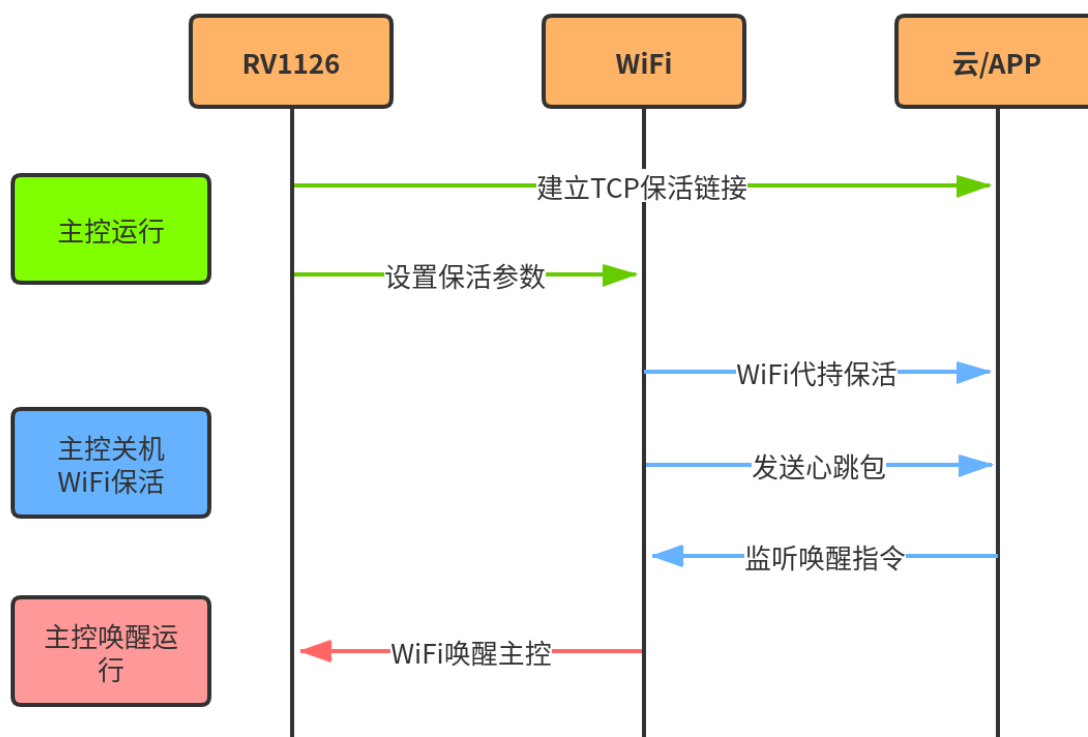 RV1126
WiFi
云/APP
建立TCP保活链接
主控运行
设置保活参数
WiFi代持保活
主控关机
WiFi保活
发送心跳包
监听唤醒指令
主控唤醒运
行
WiFi唤醒主控